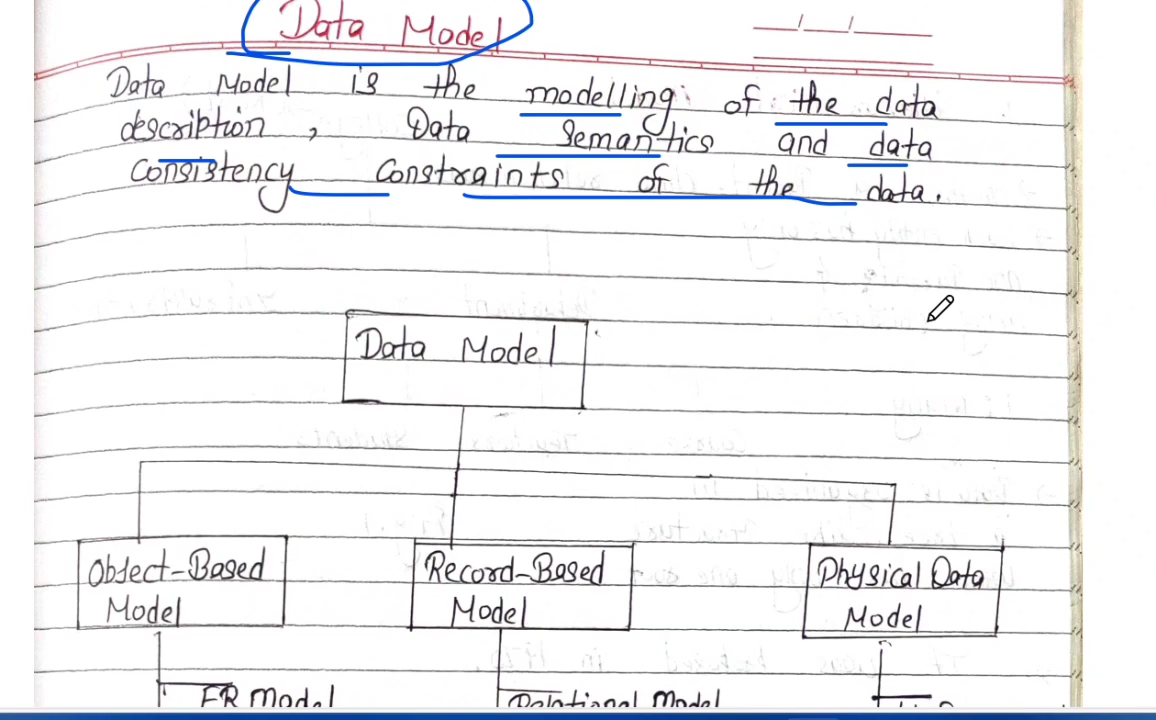 Data Model
Data Model is the modelling of the data
description, Data Semantics and data
Consistency Constraints of the data.
Data Model
Object-Based
Model
Record-Based
Model
Physical Data
Model
ER Model
Relational Model